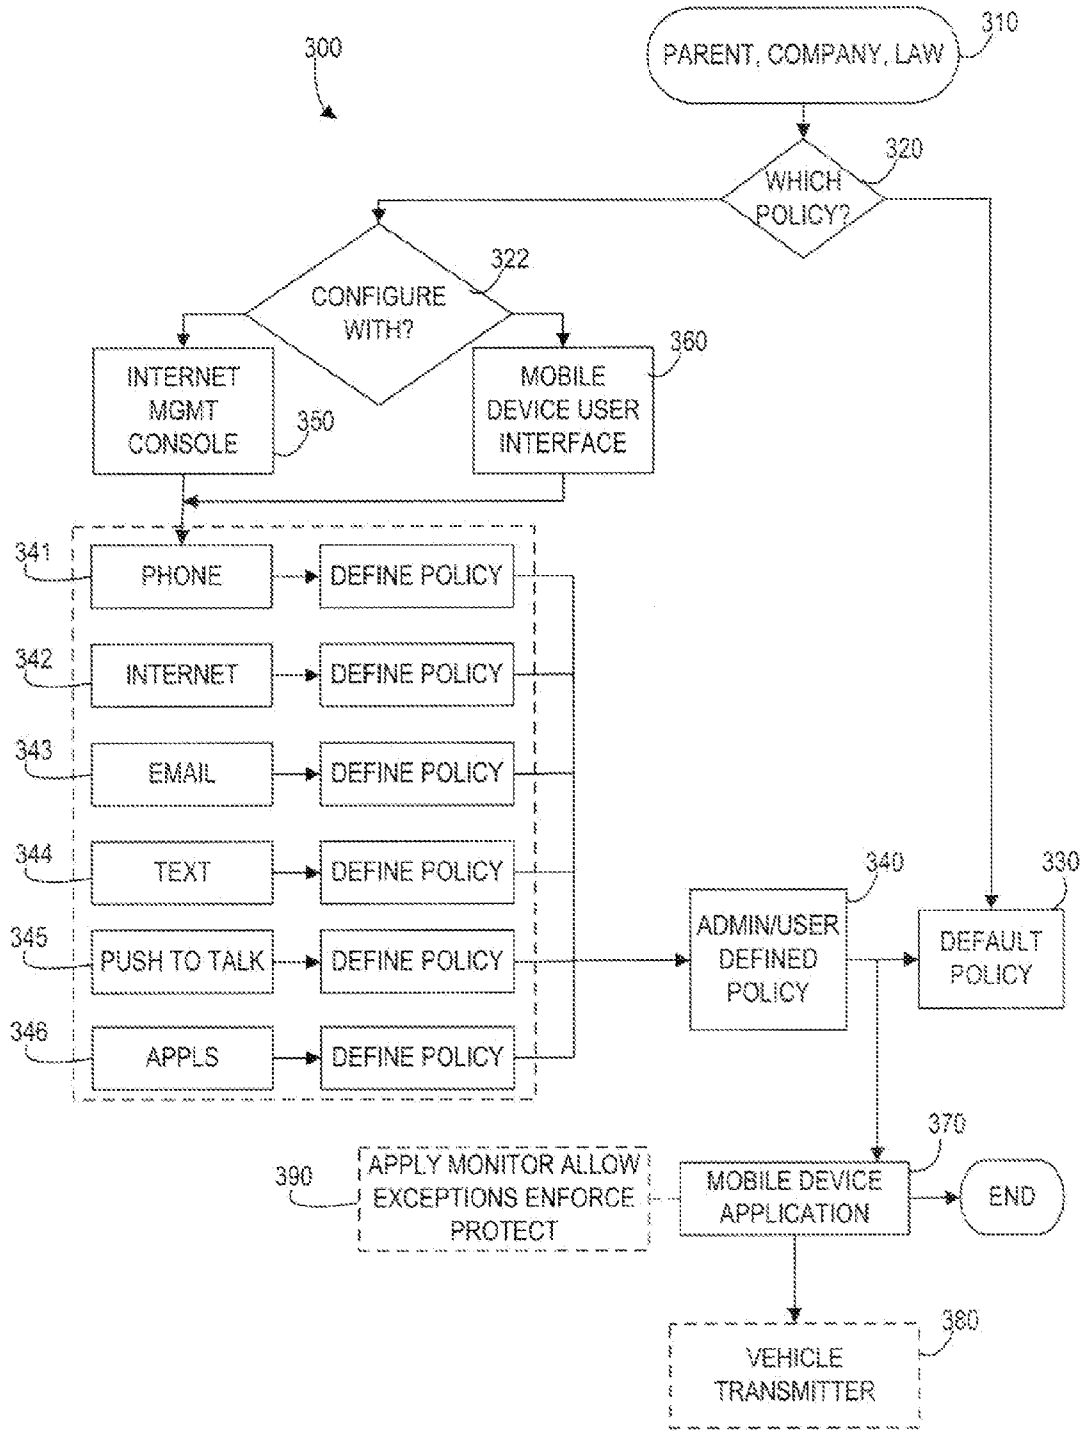 300
PARENT, COMPANY, LAW
310
WHICH
POLICY?
320
CONFIGURE
WITH?
322
INTERNET
MGMT
CONSOLE
350
MOBILE
DEVICE USER
INTERFACE
360
341
PHONE
DEFINE POLICY
342
INTERNET
DEFINE POLICY
343
EMAIL
DEFINE POLICY
344
TEXT
DEFINE POLICY
345
PUSH TO TALK
DEFINE POLICY
346
APPLS
DEFINE POLICY
ADMIN/USER
DEFINED
POLICY
340
DEFAULT
POLICY
330
390
APPLY MONITOR ALLOW
EXCEPTIONS ENFORCE
PROTECT
MOBILE DEVICE
APPLICATION
370
END
VEHICLE
TRANSMITTER
380